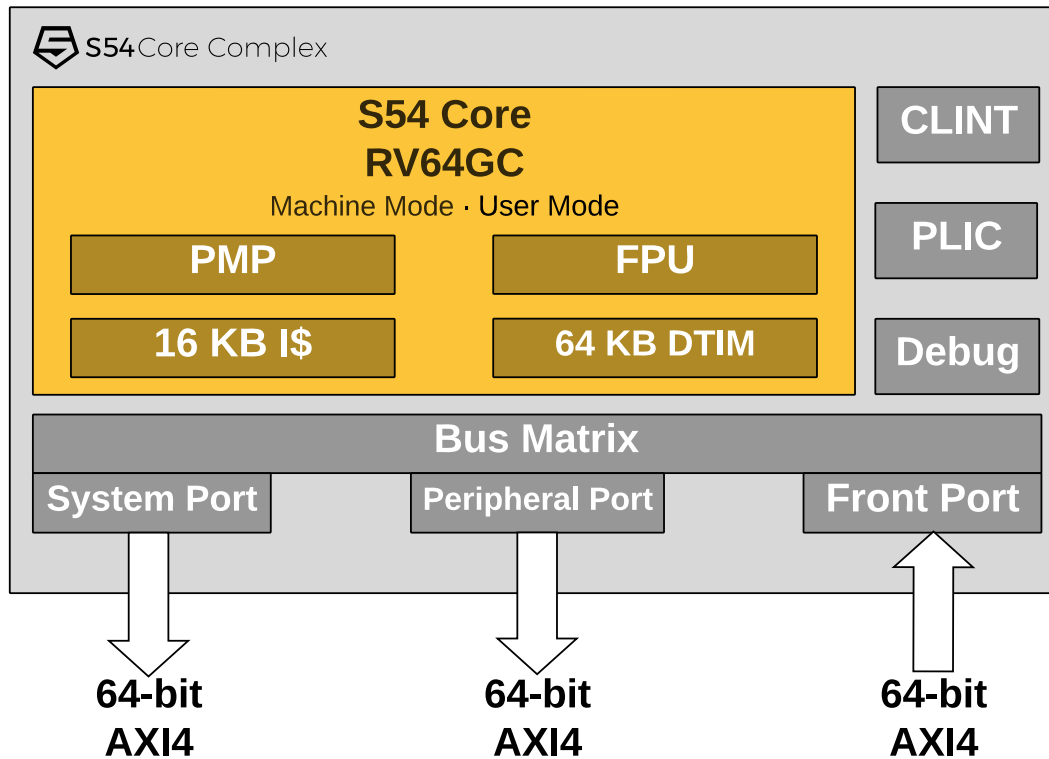 S54 Core Complex
S54 Core
RV64GC
Machine Mode · User Mode
PMP
FPU
16 KB I$
64 KB DTIM
CLINT
PLIC
Debug
Bus Matrix
System Port
Peripheral Port
Front Port
64-bit
AXI4
64-bit
AXI4
64-bit
AXI4